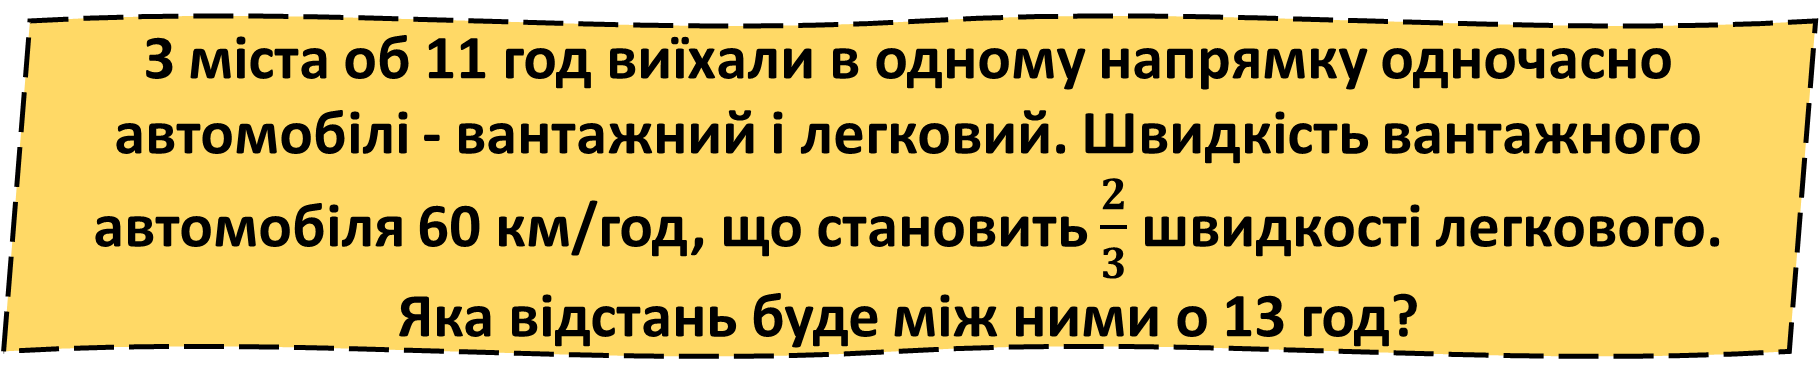 З міста об 11 год виїхали в одному напрямку одночасно
автомобілі - вантажний і легковий. Швидкість вантажного
автомобіля 60 км/год, що становить 2/3 швидкості легкового.
Яка відстань буде між ними о 13 год?